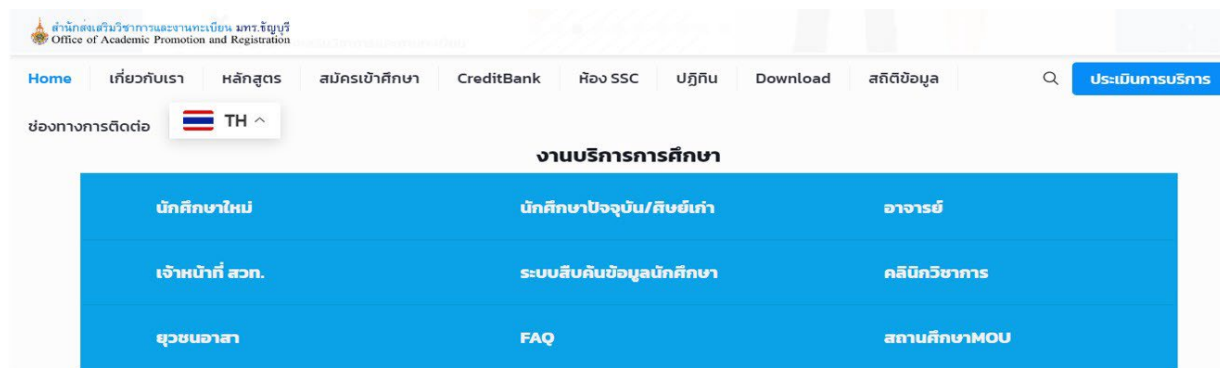 สำนักส่งเสริมวิชาการและงานทะเบียน มทร.ธัญบุรี
Office of Academic Promotion and Registration
Home เกี่ยวกับเรา หลักสูตร สมัครเข้าศึกษา CreditBank ห้อง SSC ปฏิทิน Download สถิติข้อมูล ประเมินการบริการ
ช่องทางการติดต่อ TH
งานบริการการศึกษา
นักศึกษาใหม่ นักศึกษาปัจจุบัน/ศิษย์เก่า อาจารย์
เจ้าหน้าที่ สวท. ระบบสืบค้นข้อมูลนักศึกษา คลินิกวิชาการ
ยุวชนอาสา FAQ สถานศึกษาMOU